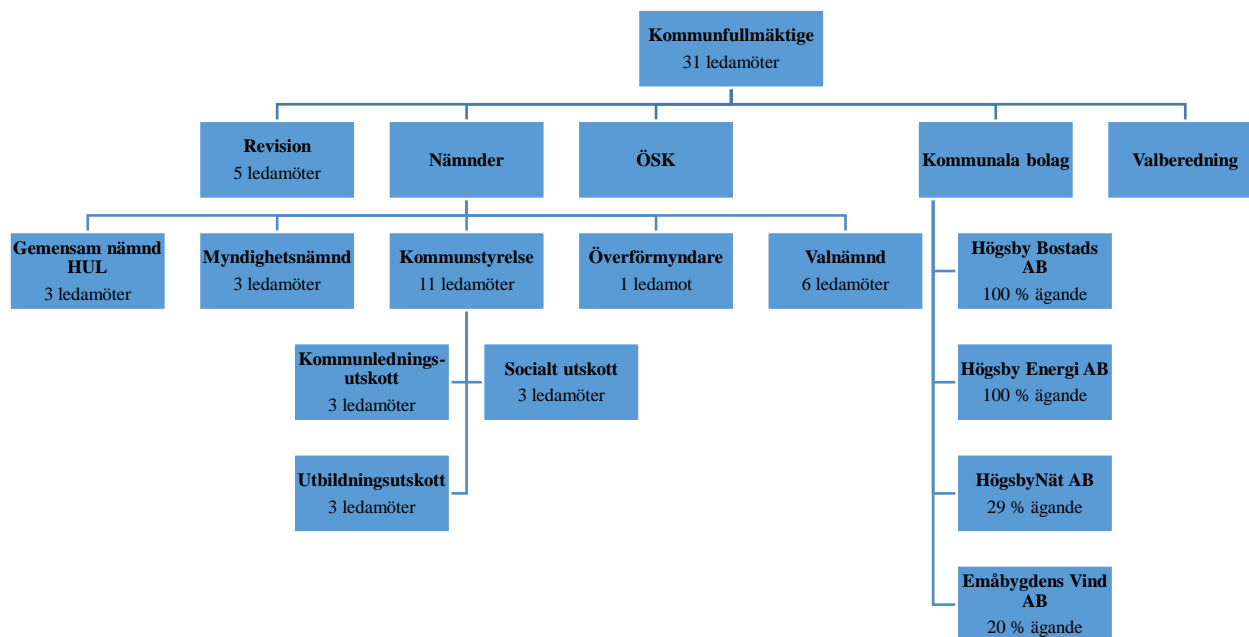 Kommunfullmäktige
31 ledamöter
Revision
5 ledamöter
Nämnder
ÖSK
Kommunala bolag
Valberedning
Gemensam nämnd
HUL
3 ledamöter
Myndighetsnämnd
3 ledamöter
Kommunstyrelse
11 ledamöter
Överförmyndare
1 ledamot
Valnämnd
6 ledamöter
Högsby Bostads
AB
100 % ägande
Kommunlednings-
utskott
3 ledamöter
Socialt utskott
3 ledamöter
Högsby Energi AB
100 % ägande
Utbildningsutskott
3 ledamöter
HögsbyNät AB
29 % ägande
Emåbygdens Vind
AB
20 % ägande